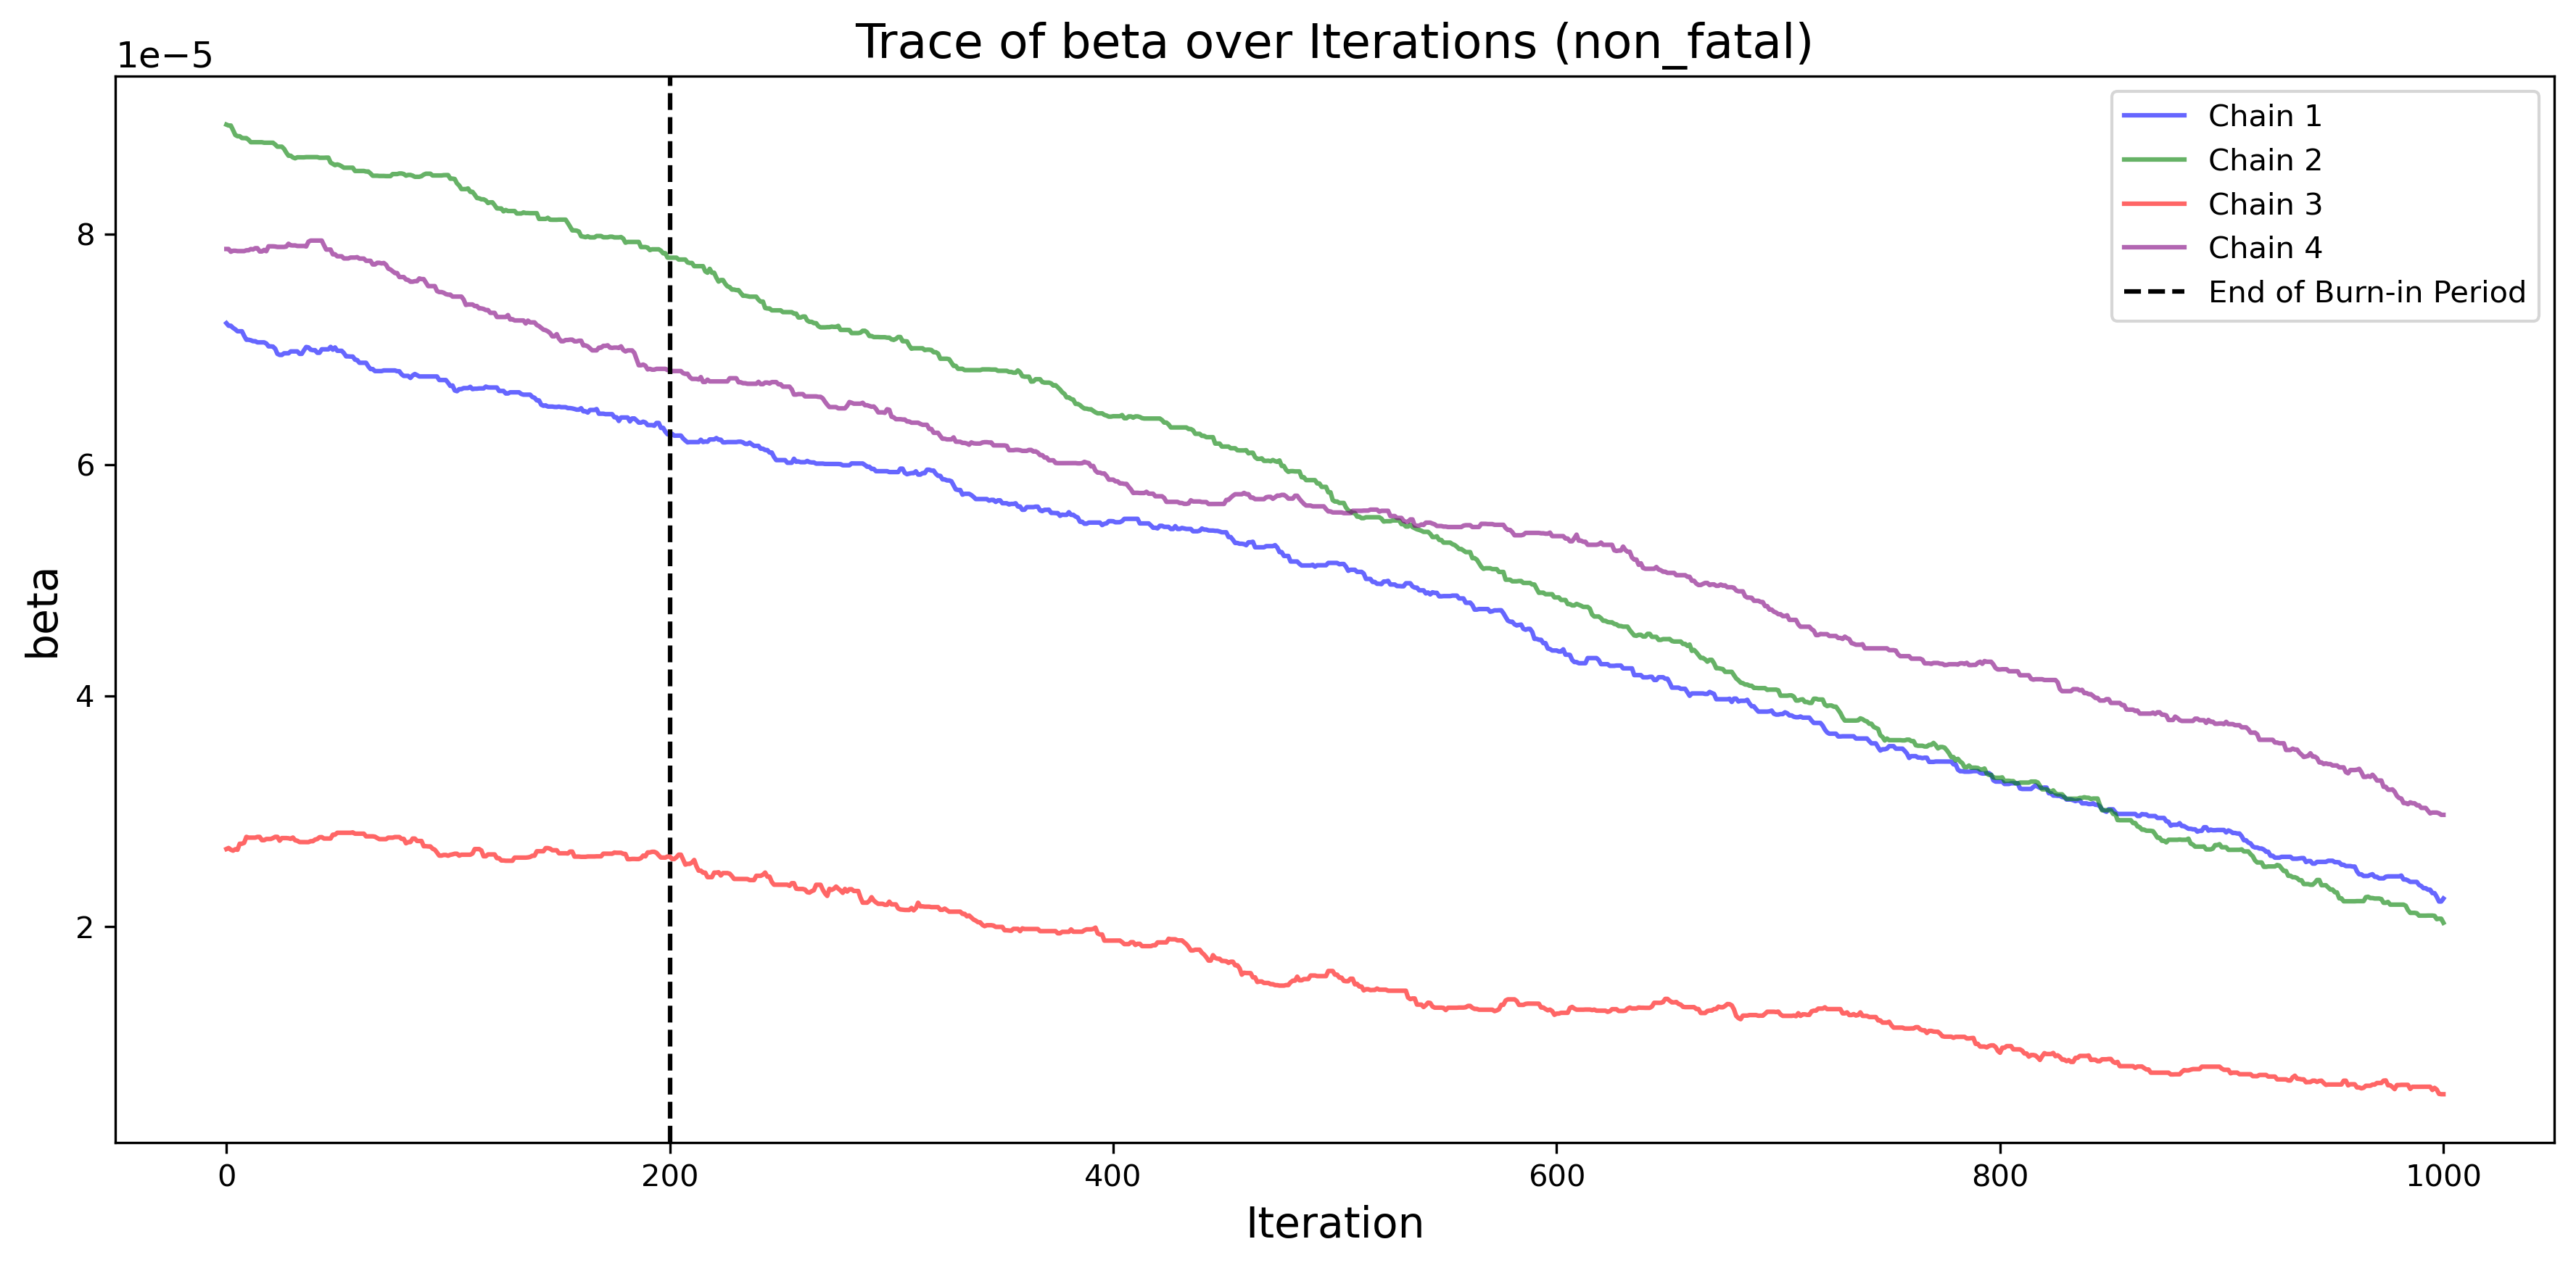 Trace of beta over Iterations (non_fatal)
1e−5
Chain 1
Chain 2
Chain 3
Chain 4
End of Burn-in Period
8
6
4
2
beta
0
200
400
600
800
1000
Iteration